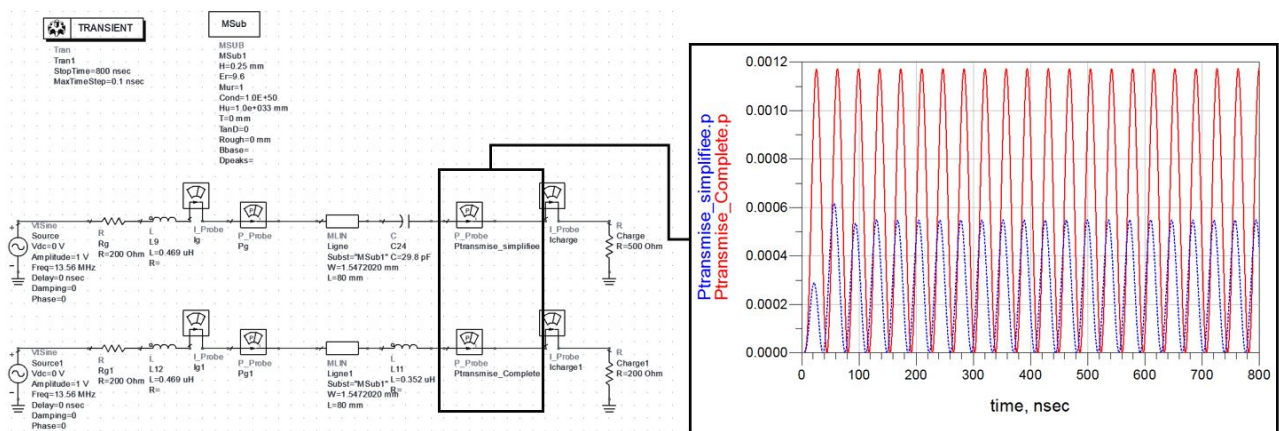 TRANSIENT
Tran
Tran1
StopTime=800 nsec
MaxTimeStep=0.1 nsec
MSub
MSUB
MSub1
H=0.25 mm
Er=9.6
Mur=1
Cond=1.0E+50
Hu=1.0e+033 mm
T=0 mm
TanD=0
Rough=0 mm
Bbase=
Dpeaks=
+
-
VtSine
Source
Vdc=0 V
Amplitude=1 V
Freq=13.56 MHz
Delay=0 nsec
Damping=0
Phase=0
R
Rg
R=200 Ohm
L
L9
L=0.469 uH
R=
I_Probe
Ig
P_Probe
Pg
MLIN
Ligne
Subst="MSub1"
W=1.5472020 mm
L=80 mm
C
C24
C=29.8 pF
P_Probe
Ptransmise_simplifiee
I_Probe
Icharge
R
Charge
R=500 Ohm
+
-
VtSine
Source1
Vdc=0 V
Amplitude=1 V
Freq=13.56 MHz
Delay=0 nsec
Damping=0
Phase=0
R
Rg1
R=200 Ohm
L
L12
L=0.469 uH
R=
I_Probe
Ig1
P_Probe
Pg1
MLIN
Ligne1
Subst="MSub1"
W=1.5472020 mm
L=80 mm
L
L11
L=0.352 uH
R=
P_Probe
Ptransmise_Complete
I_Probe
Icharge1
R
Charge1
R=200 Ohm
Ptransmise_simplifiee.p
Ptransmise_Complete.p
0.0012
0.0010
0.0008
0.0006
0.0004
0.0002
0.0000
0 100 200 300 400 500 600 700 800
time, nsec